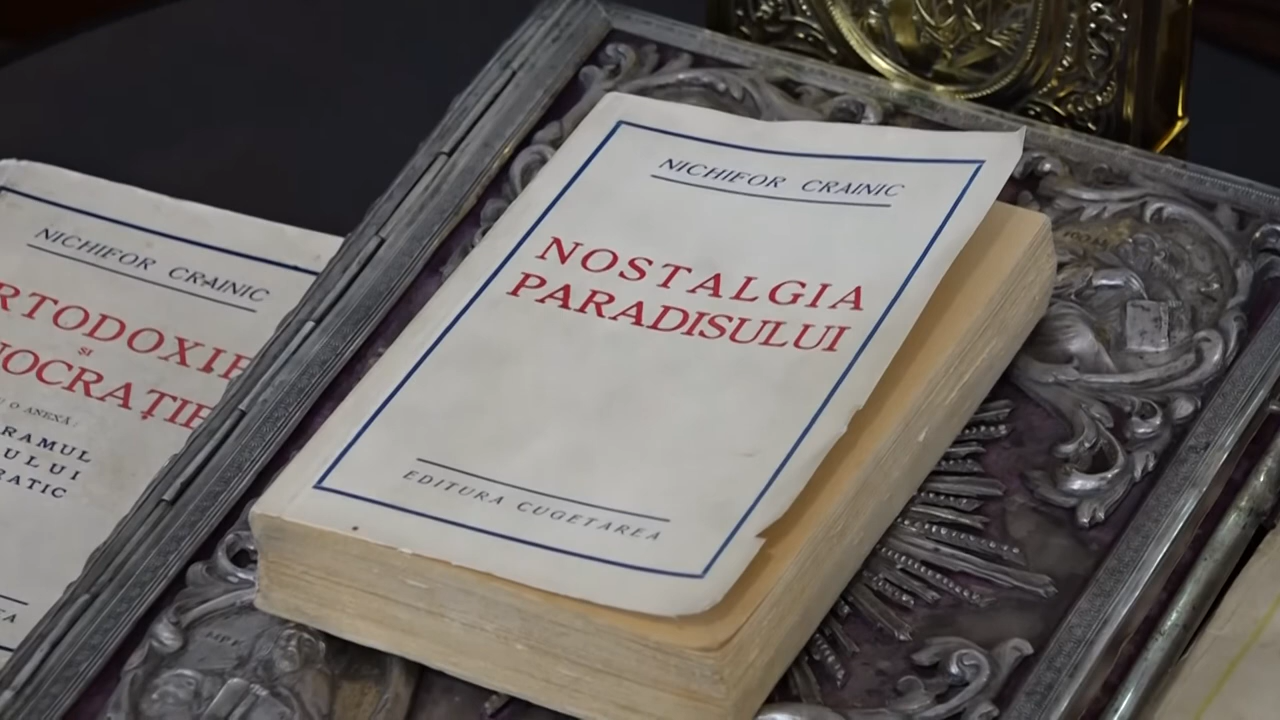 NICHIFOR CRAINIC
NOSTALGIA
PARADISULUI
EDITURA CUGETAREA
NICHIFOR CRAINIC
RTODOXIE
ȘI
NOCRAȚIE
O ANEXĂ:
RAMUL
ULUI
RATIC